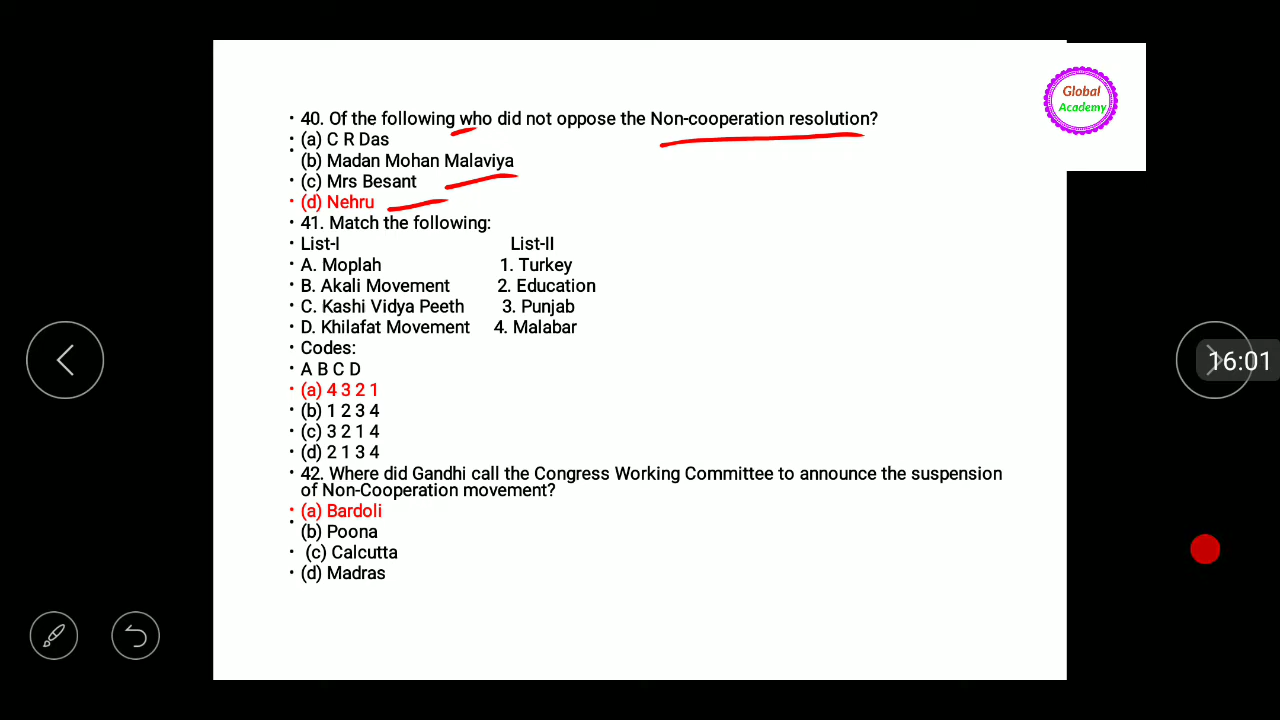 Global
Academy
• 40. Of the following who did not oppose the Non-cooperation resolution?
• (a) C R Das
• (b) Madan Mohan Malaviya
• (c) Mrs Besant
• (d) Nehru
• 41. Match the following:
• List-I List-II
• A. Moplah 1. Turkey
• B. Akali Movement 2. Education
• C. Kashi Vidya Peeth 3. Punjab
• D. Khilafat Movement 4. Malabar
• Codes:
• A B C D
• (a) 4 3 2 1
• (b) 1 2 3 4
• (c) 3 2 1 4
• (d) 2 1 3 4
• 42. Where did Gandhi call the Congress Working Committee to announce the suspension
of Non-Cooperation movement?
• (a) Bardoli
• (b) Poona
• (c) Calcutta
• (d) Madras
16:01